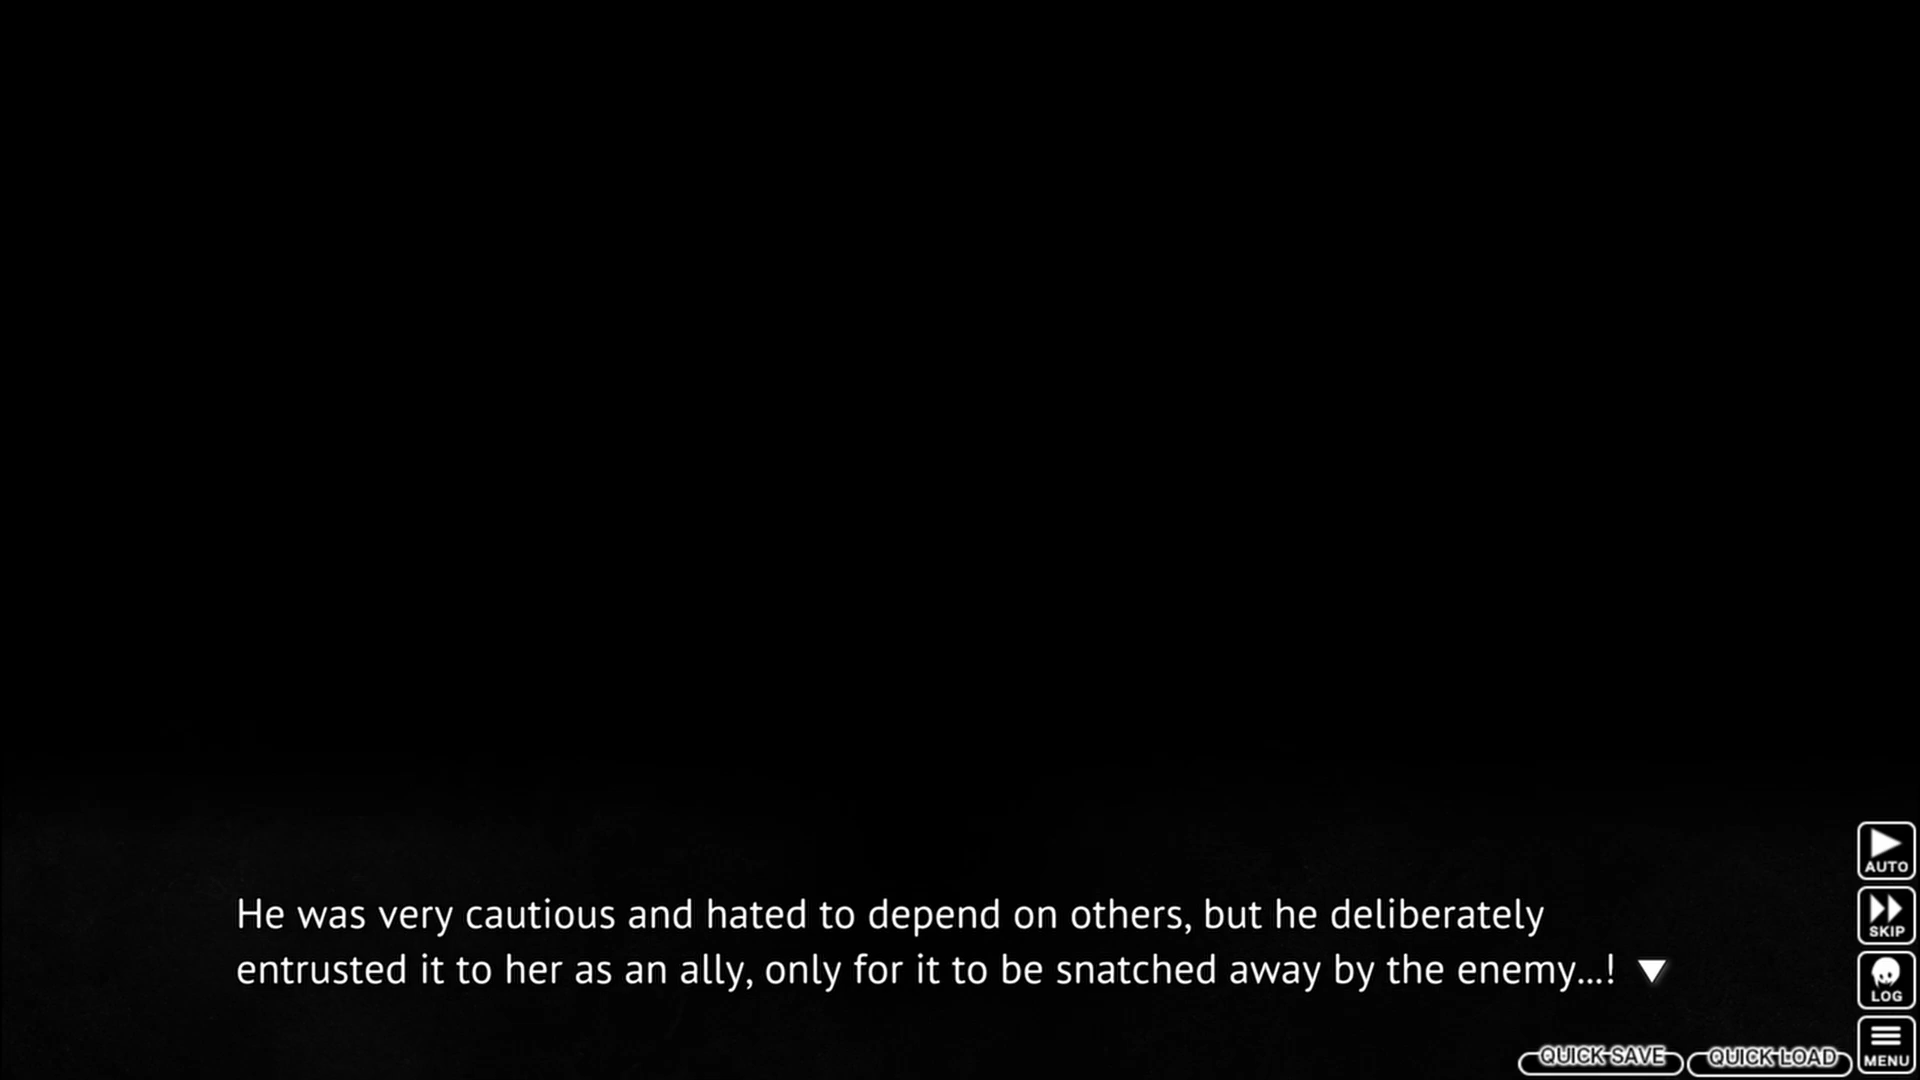 He was very cautious and hated to depend on others, but he deliberately
entrusted it to her as an ally, only for it to be snatched away by the enemy...!
AUTO
SKIP
LOG
MENU
QUICK SAVE
QUICK LOAD